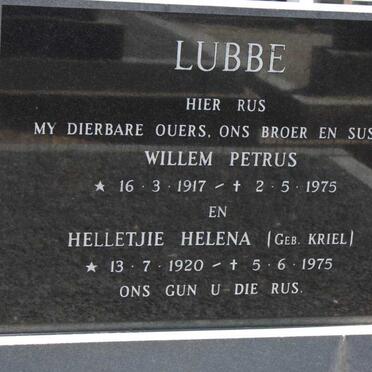 LUBBE
HIER RUS
MY DIERBARE OUERS, ONS BROER EN SUS
WILLEM PETRUS
★ 16 · 3 · 1917 ~ ✝ 2 · 5 · 1975
EN
HELLETJIE HELENA (GEB. KRIEL)
★ 13 · 7 · 1920 ~ ✝ 5 · 6 · 1975
ONS GUN U DIE RUS.